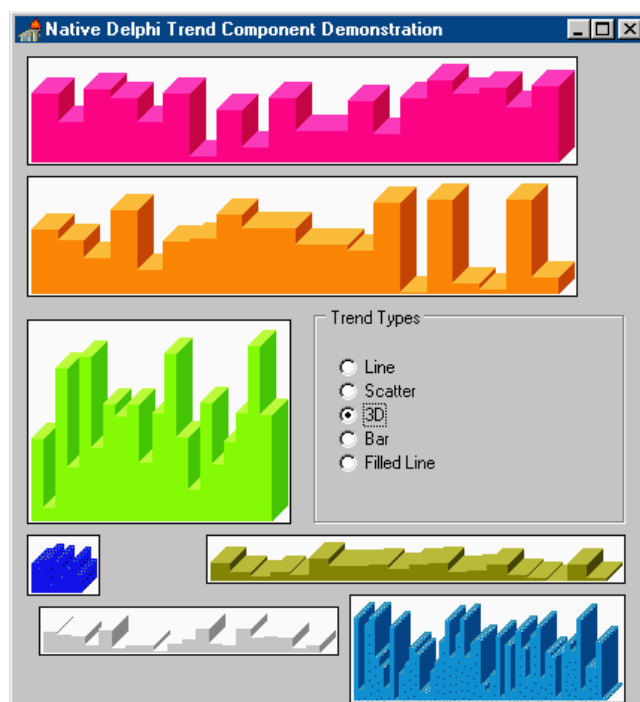 Native Delphi Trend Component Demonstration
Trend Types
Line
Scatter
3D
Bar
Filled Line